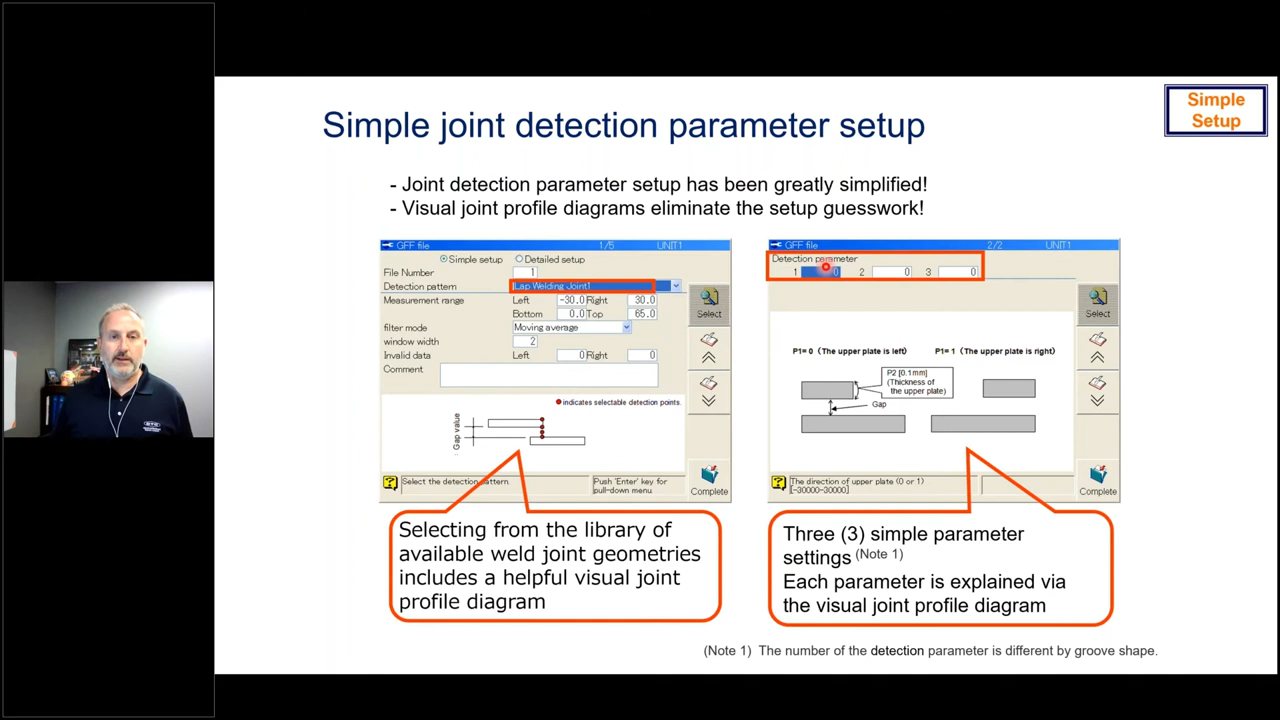 Simple joint detection parameter setup
Simple
Setup
- Joint detection parameter setup has been greatly simplified!
- Visual joint profile diagrams eliminate the setup guesswork!
GFF file 1/5 UNIT1
Simple setup Detailed setup
File Number 1
Detection pattern Lap Welding Joint1
Measurement range Left -30.0 Right 30.0
Bottom 0.0 Top 65.0
filter mode Moving average
window width 2
Invalid data Left 0 Right 0
Comment
indicates selectable detection points.
Gap value
Select the detection pattern.
Push 'Enter' key for
pull-down menu.
Select
Complete
GFF file 2/2 UNIT1
Detection parameter
1 0 2 0 3 0
P1= 0 (The upper plate is left) P1= 1 (The upper plate is right)
P2 [0.1mm]
(Thickness of
the upper plate)
Gap
The direction of upper plate (0 or 1)
[-30000-30000]
Select
Complete
Selecting from the library of
available weld joint geometries
includes a helpful visual joint
profile diagram
Three (3) simple parameter
settings (Note 1)
Each parameter is explained via
the visual joint profile diagram
(Note 1) The number of the detection parameter is different by groove shape.